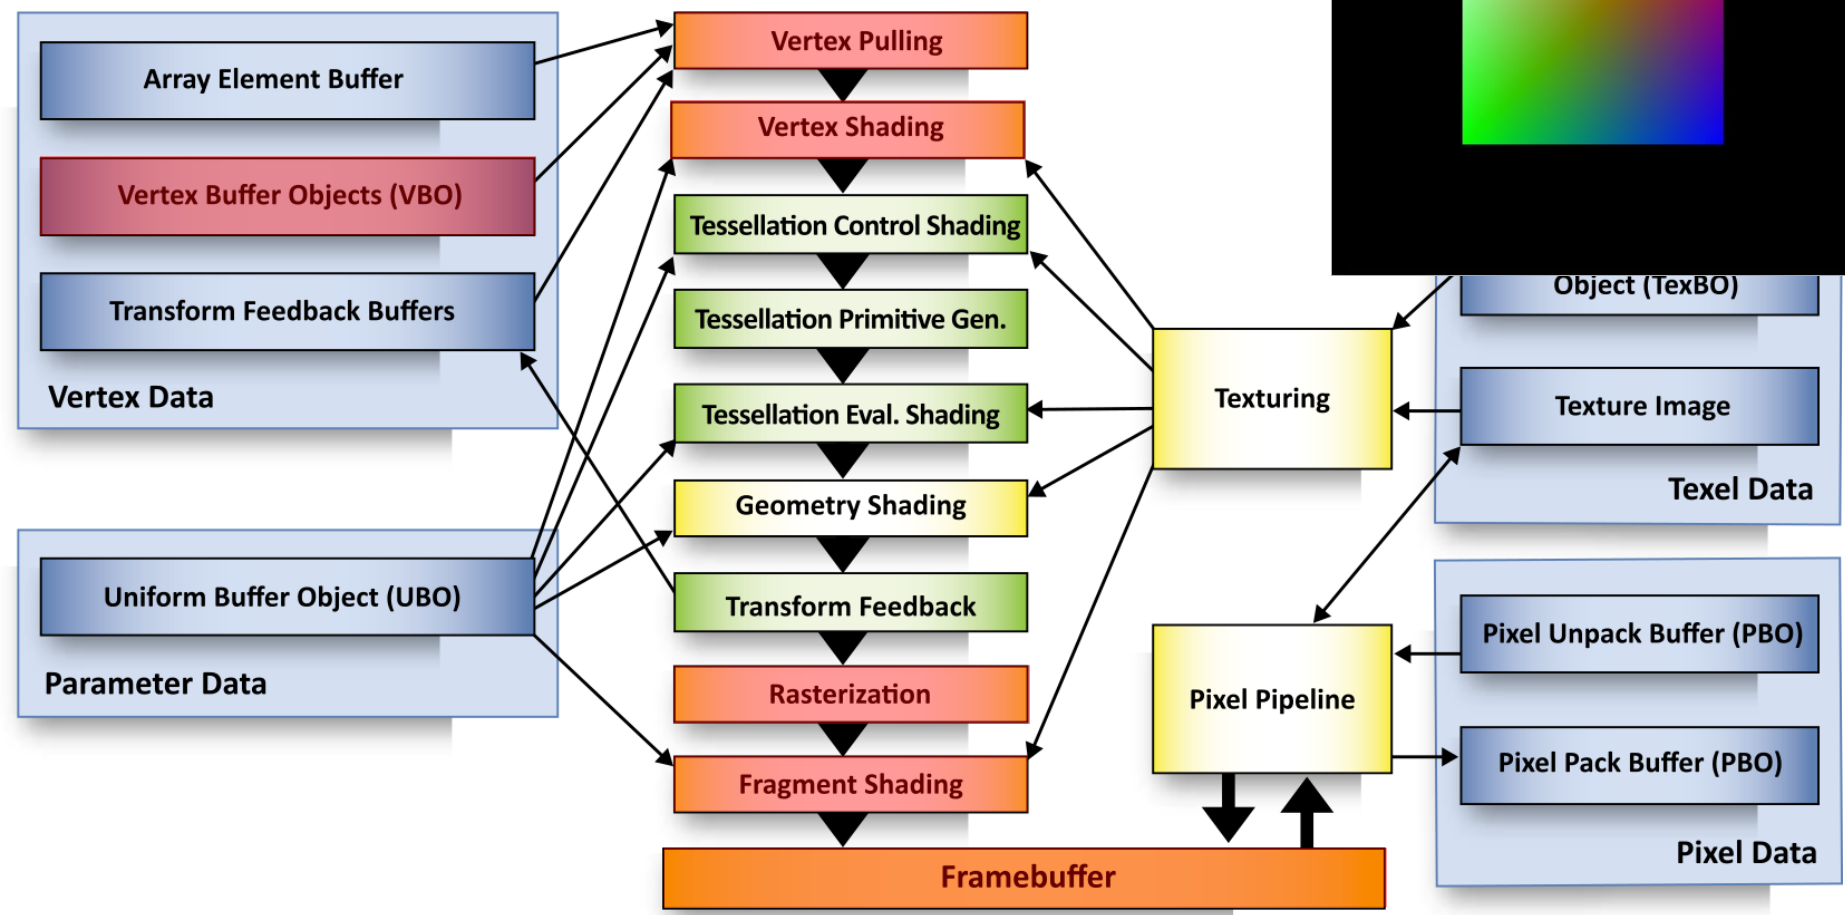 Array Element Buffer
Vertex Buffer Objects (VBO)
Transform Feedback Buffers
Vertex Data
Uniform Buffer Object (UBO)
Parameter Data
Vertex Pulling
Vertex Shading
Tessellation Control Shading
Tessellation Primitive Gen.
Tessellation Eval. Shading
Geometry Shading
Transform Feedback
Rasterization
Fragment Shading
Framebuffer
Texturing
Pixel Pipeline
Object (TexBO)
Texture Image
Texel Data
Pixel Unpack Buffer (PBO)
Pixel Pack Buffer (PBO)
Pixel Data